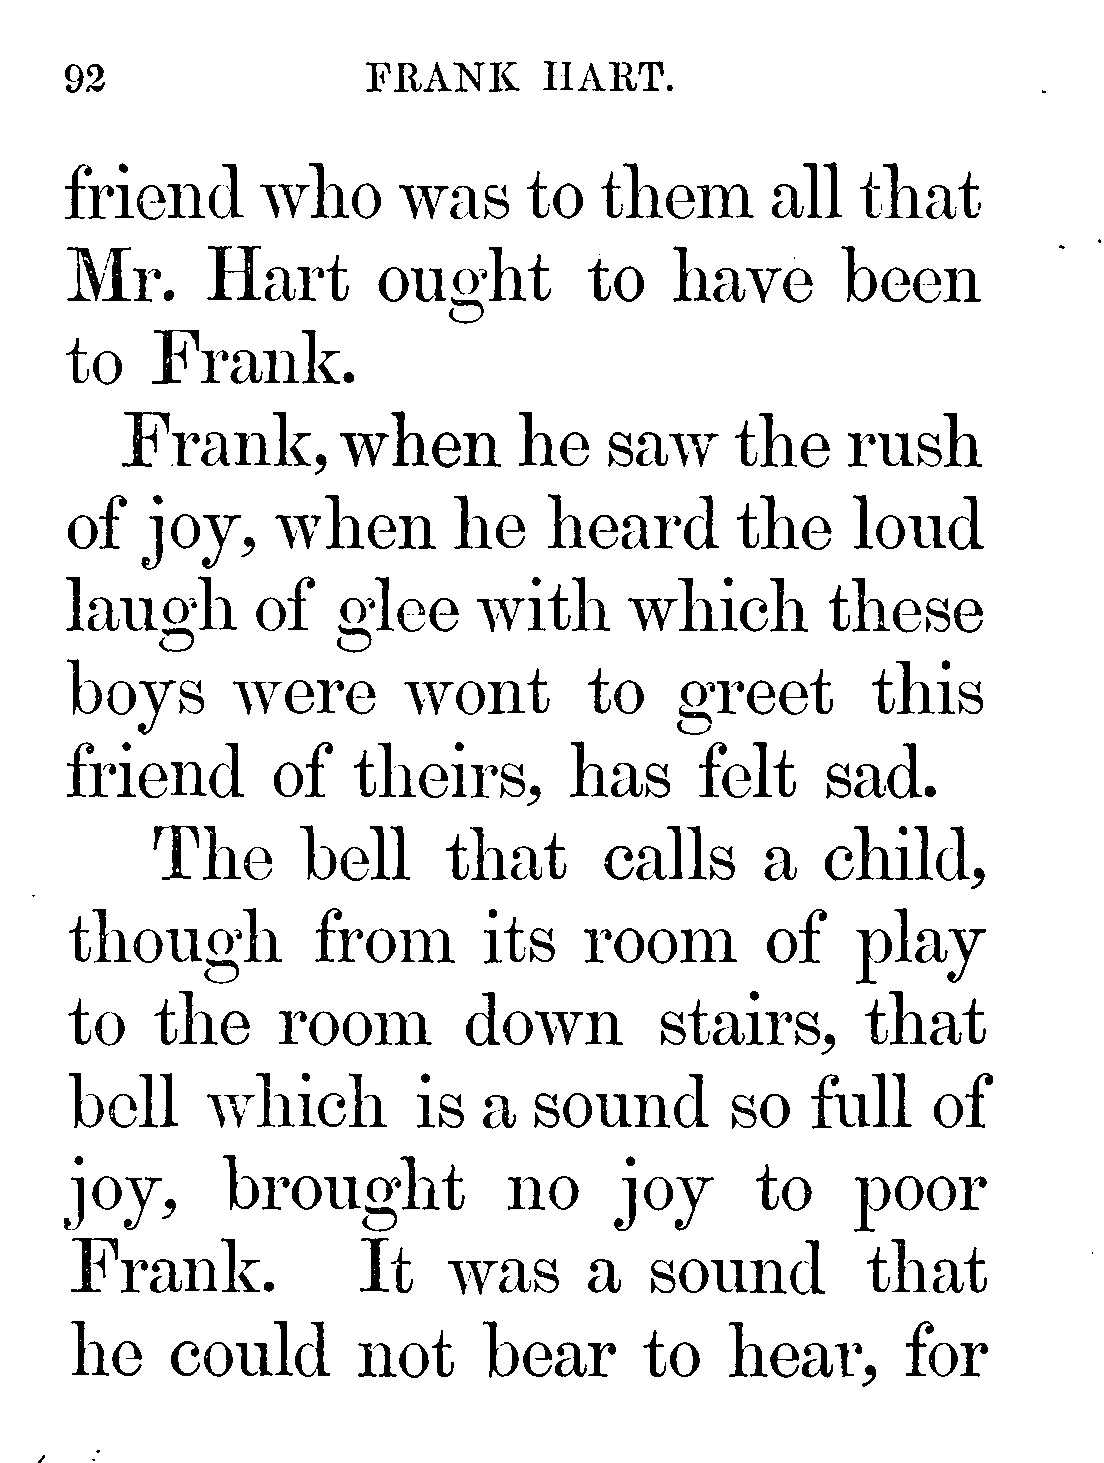 92 FRANK HART.
friend who was to them all that
Mr. Hart ought to have been
to Frank.
Frank, when he saw the rush
of joy, when he heard the loud
laugh of glee with which these
boys were wont to greet this
friend of theirs, has felt sad.
The bell that calls a child,
though from its room of play
to the room down stairs, that
bell which is a sound so full of
joy, brought no joy to poor
Frank. It was a sound that
he could not bear to hear, for